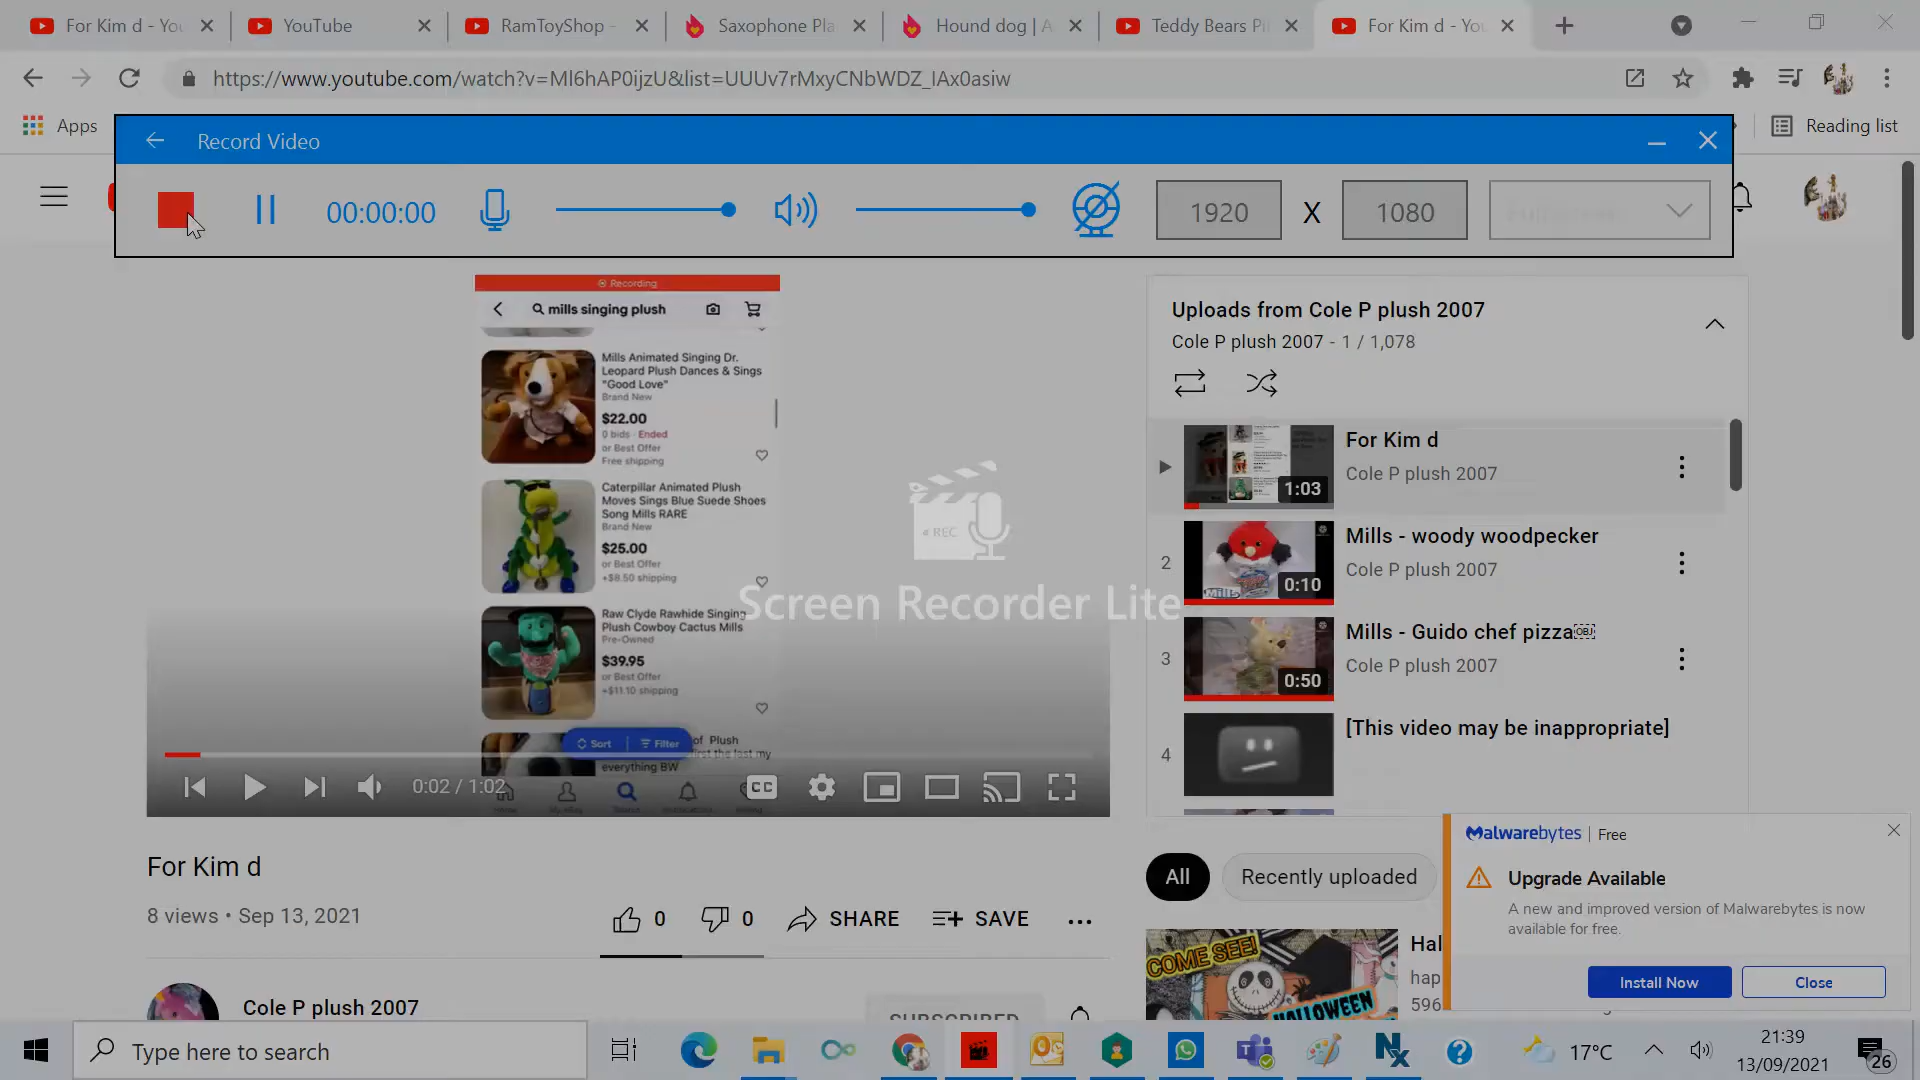 For Kim d - You
YouTube
RamToyShop -
Saxophone Pla
Hound dog | A
Teddy Bears Pi
For Kim d - You
https://www.youtube.com/watch?v=Ml6hAP0ijzU&list=UUUv7rMxyCNbWDZ_IAx0asiw
Apps
Reading list
Record Video
00:00:00
1920 X 1080
Recording
mills singing plush
Mills Animated Singing Dr.
Leopard Plush Dances & Sings
"Good Love"
Brand New
$22.00
0 bids · Ended
or Best Offer
Free shipping
Caterpillar Animated Plush
Moves Sings Blue Suede Shoes
Song Mills RARE
Brand New
$25.00
or Best Offer
+$8.50 shipping
Raw Clyde Rawhide Singing
Plush Cowboy Cactus Mills
Pre-Owned
$39.95
or Best Offer
+$11.10 shipping
of Plush
Sort
Filter
everything BW
0:02 / 1:02
CC
REC
Screen Recorder Lite
Uploads from Cole P plush 2007
Cole P plush 2007 - 1 / 1,078
For Kim d
Cole P plush 2007
1:03
2
Mills - woody woodpecker
Cole P plush 2007
0:10
3
Mills - Guido chef pizza
Cole P plush 2007
0:50
4
[This video may be inappropriate]
For Kim d
8 views • Sep 13, 2021
0
0
SHARE
SAVE
Cole P plush 2007
SUBSCRIBED
All
Recently uploaded
COME SEE!
HALLOWEEN
Hal
hap
596
Malwarebytes | Free
Upgrade Available
A new and improved version of Malwarebytes is now
available for free.
Install Now
Close
Type here to search
17°C
21:39
13/09/2021
26